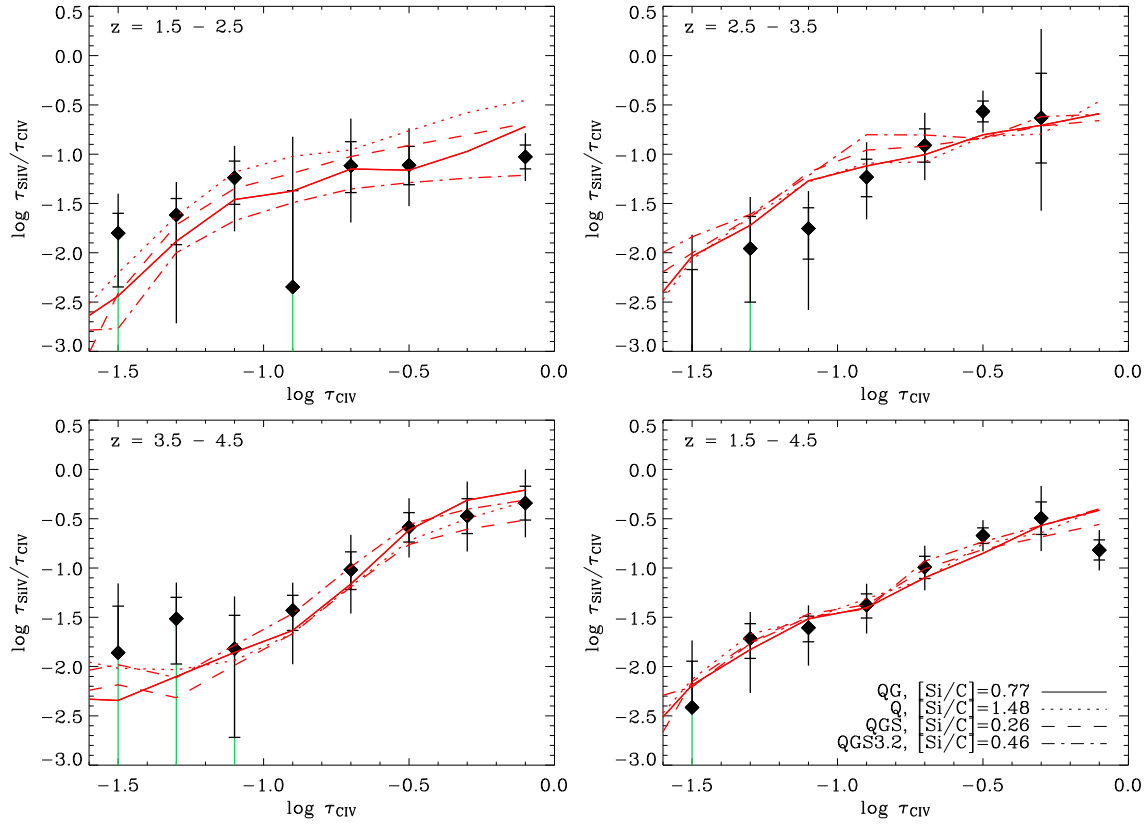 z = 1.5 - 2.5
0.5
0.0
-0.5
-1.0
-1.5
-2.0
-2.5
-3.0
log τSiIV/τCIV
-1.5 -1.0 -0.5 0.0
log τCIV
z = 2.5 - 3.5
0.5
0.0
-0.5
-1.0
-1.5
-2.0
-2.5
-3.0
log τSiIV/τCIV
-1.5 -1.0 -0.5 0.0
log τCIV
z = 3.5 - 4.5
0.5
0.0
-0.5
-1.0
-1.5
-2.0
-2.5
-3.0
log τSiIV/τCIV
-1.5 -1.0 -0.5 0.0
log τCIV
z = 1.5 - 4.5
0.5
0.0
-0.5
-1.0
-1.5
-2.0
-2.5
-3.0
log τSiIV/τCIV
QG, [Si/C]=0.77
Q, [Si/C]=1.48
QGS, [Si/C]=0.26
QGS3.2, [Si/C]=0.46
-1.5 -1.0 -0.5 0.0
log τCIV